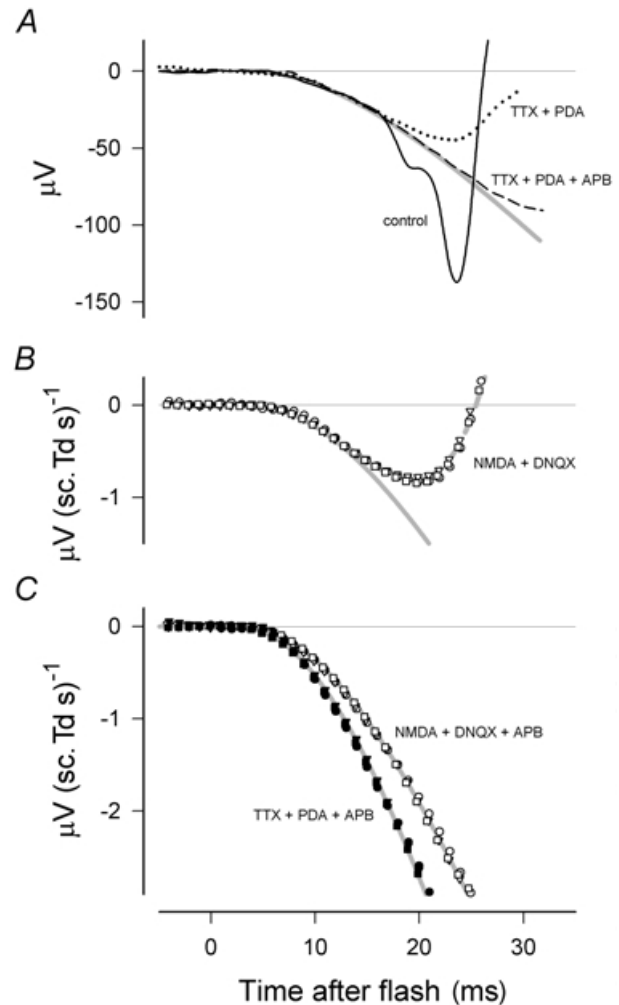 A
0
-50
-100
-150
μV
TTX + PDA
TTX + PDA + APB
control
B
0
-1
μV (sc.Td s)⁻¹
NMDA + DNQX
C
0
-1
-2
μV (sc.Td s)⁻¹
NMDA + DNQX + APB
TTX + PDA + APB
0 10 20 30
Time after flash (ms)